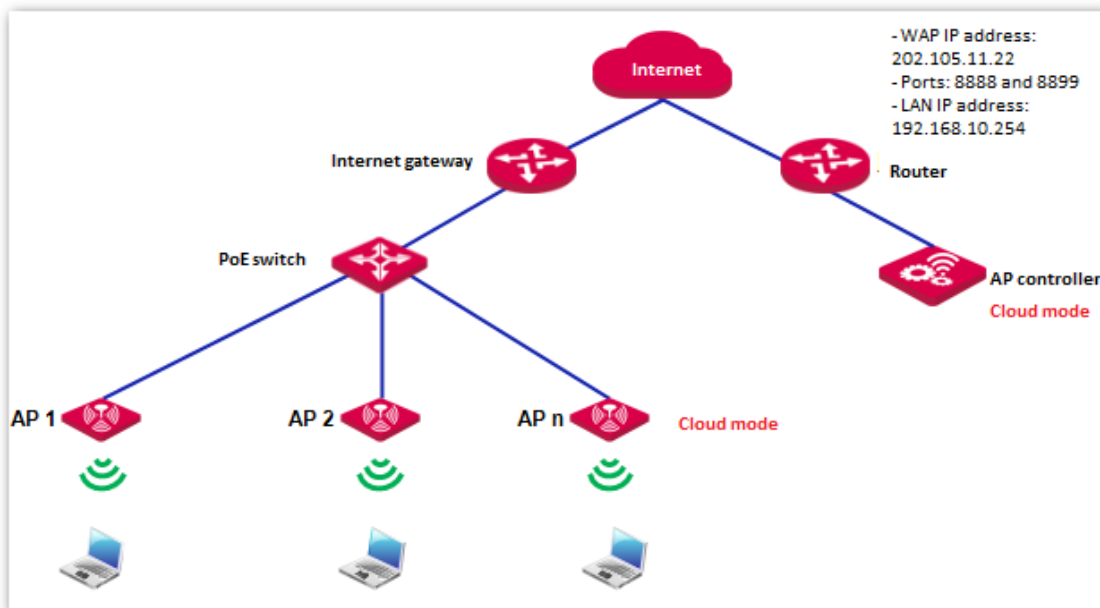 - WAP IP address:
202.105.11.22
- Ports: 8888 and 8899
- LAN IP address:
192.168.10.254
Internet
Internet gateway
Router
PoE switch
AP controller
Cloud mode
AP 1
AP 2
AP n
Cloud mode